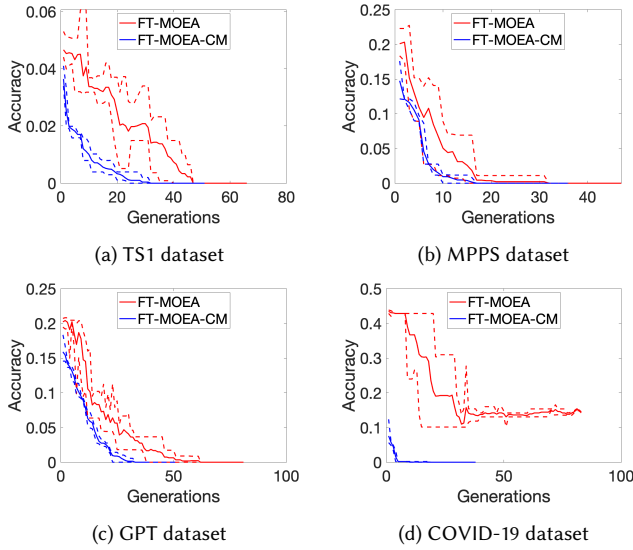 FT-MOEA
FT-MOEA-CM
0.06
0.04
0.02
0
Accuracy
0 20 40 60 80
Generations
(a) TS1 dataset
FT-MOEA
FT-MOEA-CM
0.25
0.2
0.15
0.1
0.05
0
Accuracy
0 10 20 30 40
Generations
(b) MPPS dataset
FT-MOEA
FT-MOEA-CM
0.25
0.2
0.15
0.1
0.05
0
Accuracy
0 50 100
Generations
(c) GPT dataset
FT-MOEA
FT-MOEA-CM
0.5
0.4
0.3
0.2
0.1
0
Accuracy
0 50 100
Generations
(d) COVID-19 dataset